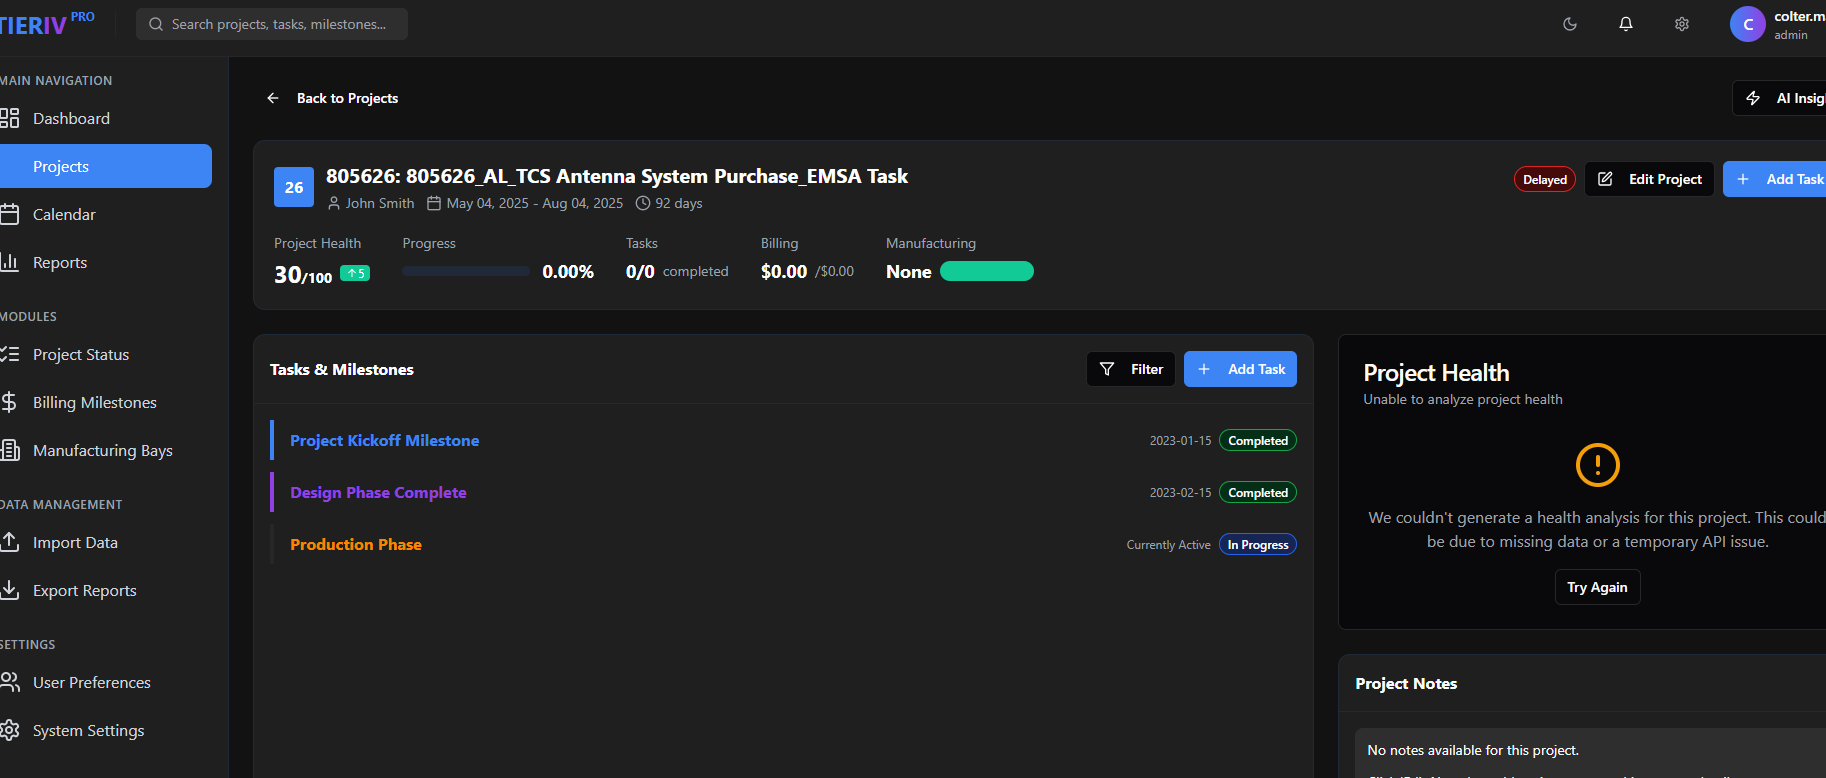 TIERIV PRO
Search projects, tasks, milestones...
C
colter.m
admin
MAIN NAVIGATION
Dashboard
Projects
Calendar
Reports
MODULES
Project Status
Billing Milestones
Manufacturing Bays
DATA MANAGEMENT
Import Data
Export Reports
SETTINGS
User Preferences
System Settings
Back to Projects
AI Insig
26
805626: 805626_AL_TCS Antenna System Purchase_EMSA Task
John Smith May 04, 2025 - Aug 04, 2025 92 days
Delayed
Edit Project
+ Add Task
Project Health
30/100 ↑5
Progress
0.00%
Tasks
0/0 completed
Billing
$0.00 /$0.00
Manufacturing
None
Tasks & Milestones
Filter
+ Add Task
Project Kickoff Milestone 2023-01-15 Completed
Design Phase Complete 2023-02-15 Completed
Production Phase Currently Active In Progress
Project Health
Unable to analyze project health
We couldn't generate a health analysis for this project. This could
be due to missing data or a temporary API issue.
Try Again
Project Notes
No notes available for this project.